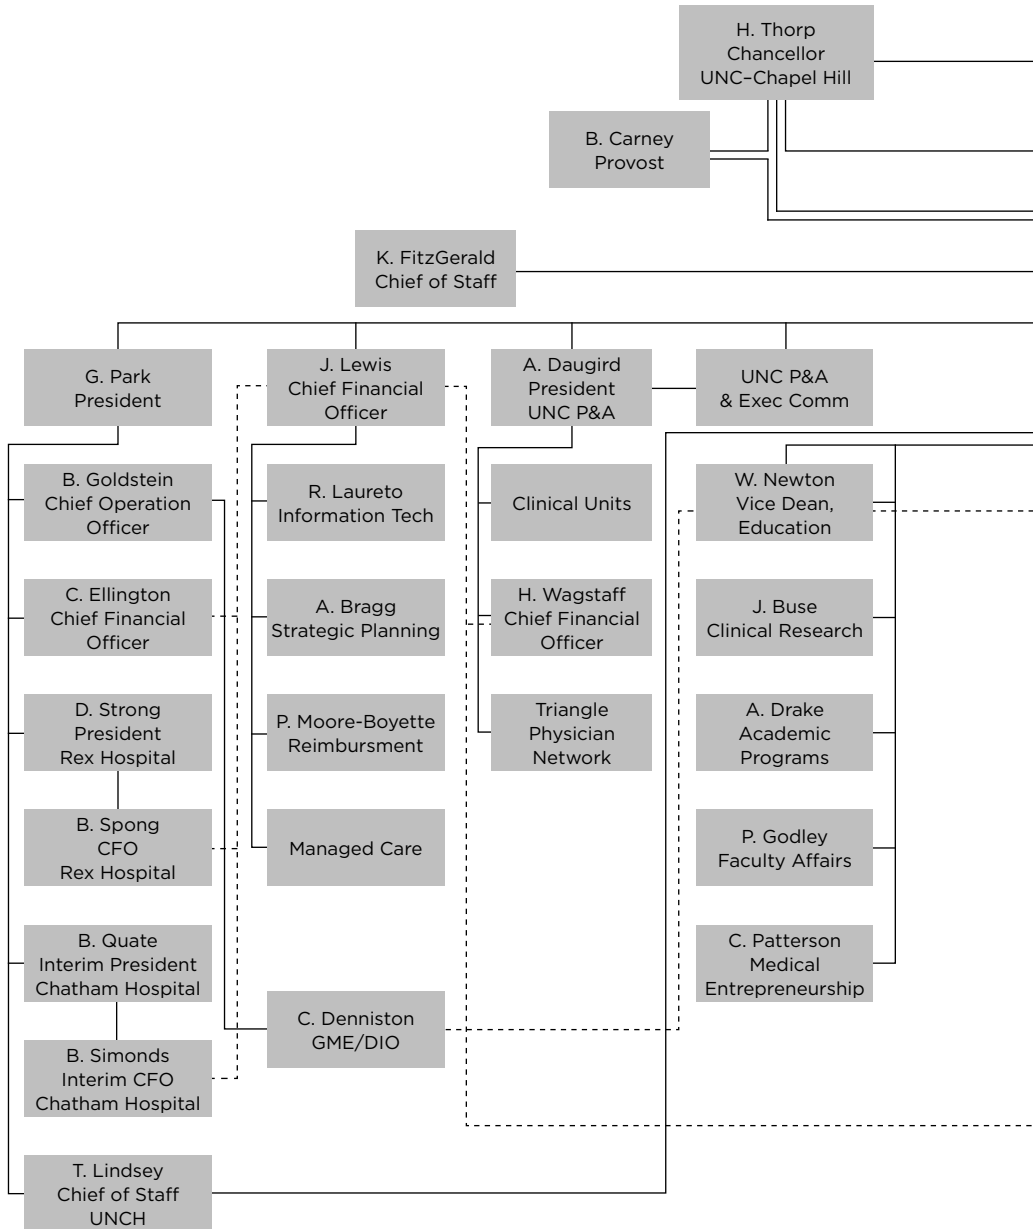 H. Thorp
Chancellor
UNC–Chapel Hill
B. Carney
Provost
K. FitzGerald
Chief of Staff
G. Park
President
J. Lewis
Chief Financial
Officer
A. Daugird
President
UNC P&A
UNC P&A
& Exec Comm
B. Goldstein
Chief Operation
Officer
R. Laureto
Information Tech
Clinical Units
W. Newton
Vice Dean,
Education
C. Ellington
Chief Financial
Officer
A. Bragg
Strategic Planning
H. Wagstaff
Chief Financial
Officer
J. Buse
Clinical Research
D. Strong
President
Rex Hospital
P. Moore-Boyette
Reimbursment
Triangle
Physician
Network
A. Drake
Academic
Programs
B. Spong
CFO
Rex Hospital
Managed Care
P. Godley
Faculty Affairs
B. Quate
Interim President
Chatham Hospital
C. Patterson
Medical
Entrepreneurship
C. Denniston
GME/DIO
B. Simonds
Interim CFO
Chatham Hospital
T. Lindsey
Chief of Staff
UNCH